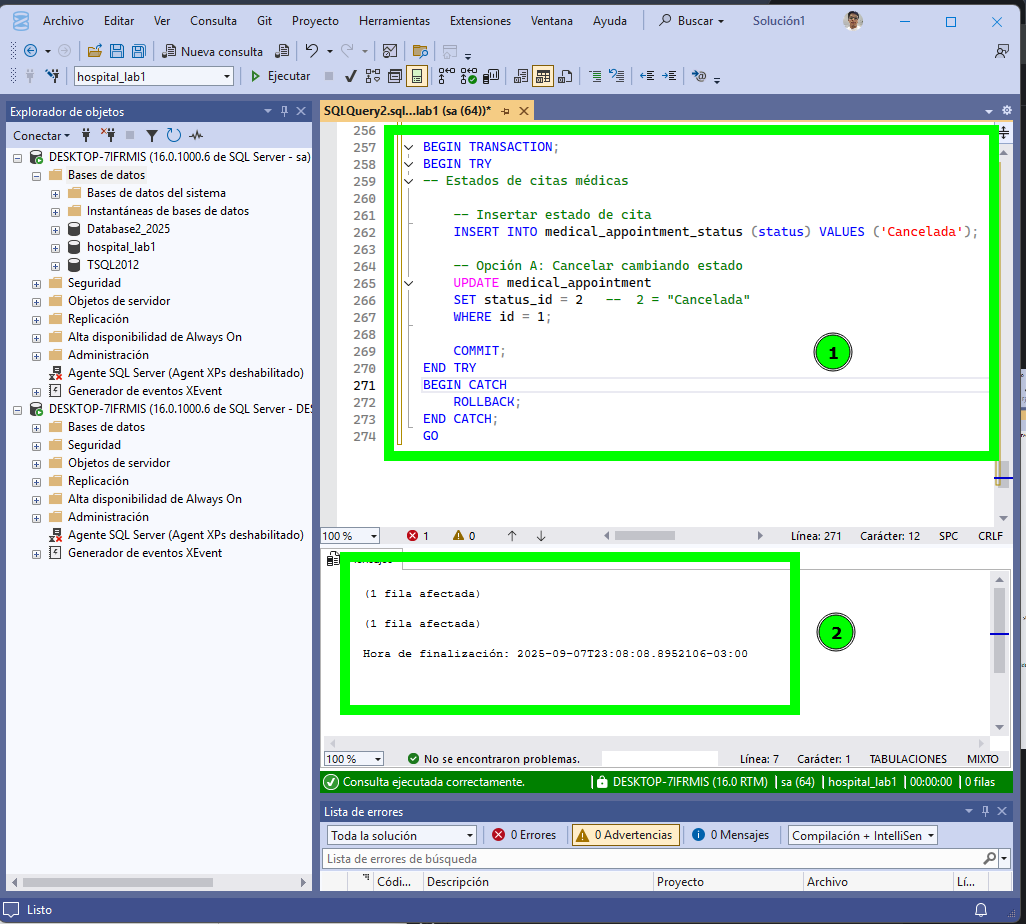 Archivo Editar Ver Consulta Git Proyecto Herramientas Extensiones Ventana Ayuda Buscar Solución1
Nueva consulta
hospital_lab1 Ejecutar
Explorador de objetos
Conectar
DESKTOP-7IFRMIS (16.0.1000.6 de SQL Server - sa)
Bases de datos
Bases de datos del sistema
Instantáneas de bases de datos
Database2_2025
hospital_lab1
TSQL2012
Seguridad
Objetos de servidor
Replicación
Alta disponibilidad de Always On
Administración
Agente SQL Server (Agent XPs deshabilitado)
Generador de eventos XEvent
DESKTOP-7IFRMIS (16.0.1000.6 de SQL Server - DES
Bases de datos
Seguridad
Objetos de servidor
Replicación
Alta disponibilidad de Always On
Administración
Agente SQL Server (Agent XPs deshabilitado)
Generador de eventos XEvent
SQLQuery2.sql...lab1 (sa (64))*
256
257 BEGIN TRANSACTION;
258 BEGIN TRY
259 -- Estados de citas médicas
260
261 -- Insertar estado de cita
262 INSERT INTO medical_appointment_status (status) VALUES ('Cancelada');
263
264 -- Opción A: Cancelar cambiando estado
265 UPDATE medical_appointment
266 SET status_id = 2 -- 2 = "Cancelada"
267 WHERE id = 1;
268
269 COMMIT;
270 END TRY
271 BEGIN CATCH
272 ROLLBACK;
273 END CATCH;
274 GO
1
100 % 1 0 Línea: 271 Carácter: 12 SPC CRLF
(1 fila afectada)
(1 fila afectada)
Hora de finalización: 2025-09-07T23:08:08.8952106-03:00
2
100 % No se encontraron problemas. Línea: 7 Carácter: 1 TABULACIONES MIXTO
Consulta ejecutada correctamente. DESKTOP-7IFRMIS (16.0 RTM) sa (64) hospital_lab1 00:00:00 0 filas
Lista de errores
Toda la solución 0 Errores 0 Advertencias 0 Mensajes Compilación + IntelliSen
Lista de errores de búsqueda
Códi... Descripción Proyecto Archivo Lí...
Listo